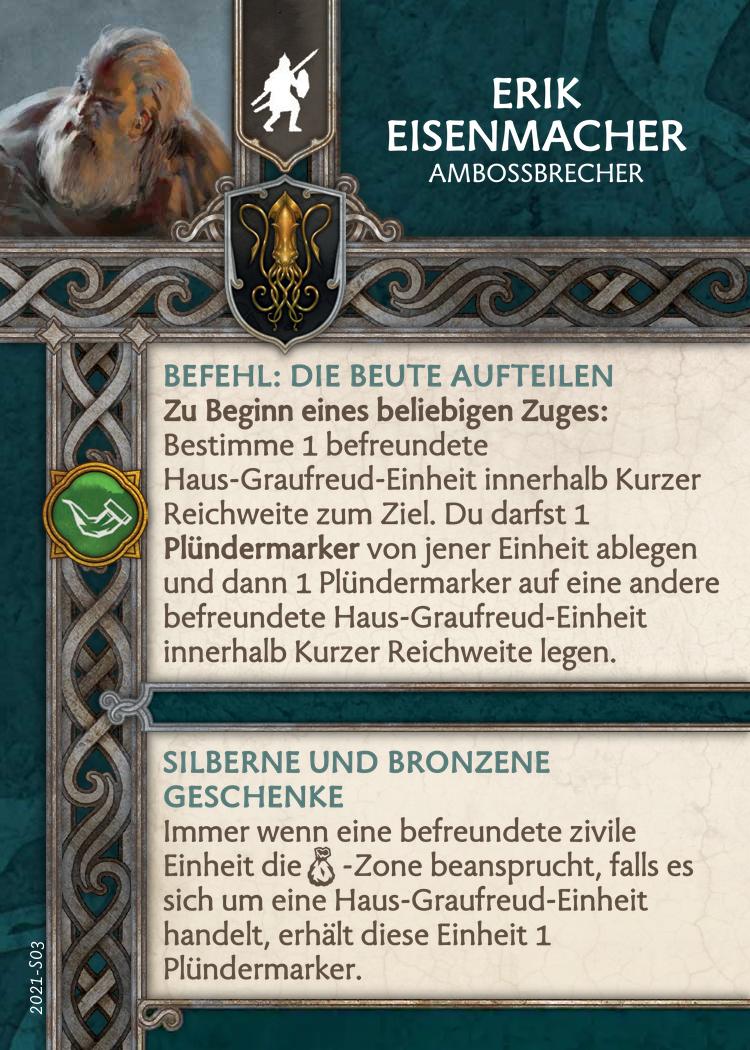 ERIK
EISENMACHER
AMBOSSBRECHER
BEFEHL: DIE BEUTE AUFTEILEN
Zu Beginn eines beliebigen Zuges:
Bestimme 1 befreundete
Haus-Graufreud-Einheit innerhalb Kurzer
Reichweite zum Ziel. Du darfst 1
Plündermarker von jener Einheit ablegen
und dann 1 Plündermarker auf eine andere
befreundete Haus-Graufreud-Einheit
innerhalb Kurzer Reichweite legen.
SILBERNE UND BRONZENE
GESCHENKE
Immer wenn eine befreundete zivile
Einheit die -Zone beansprucht, falls es
sich um eine Haus-Graufreud-Einheit
handelt, erhält diese Einheit 1
Plündermarker.
2021-S03